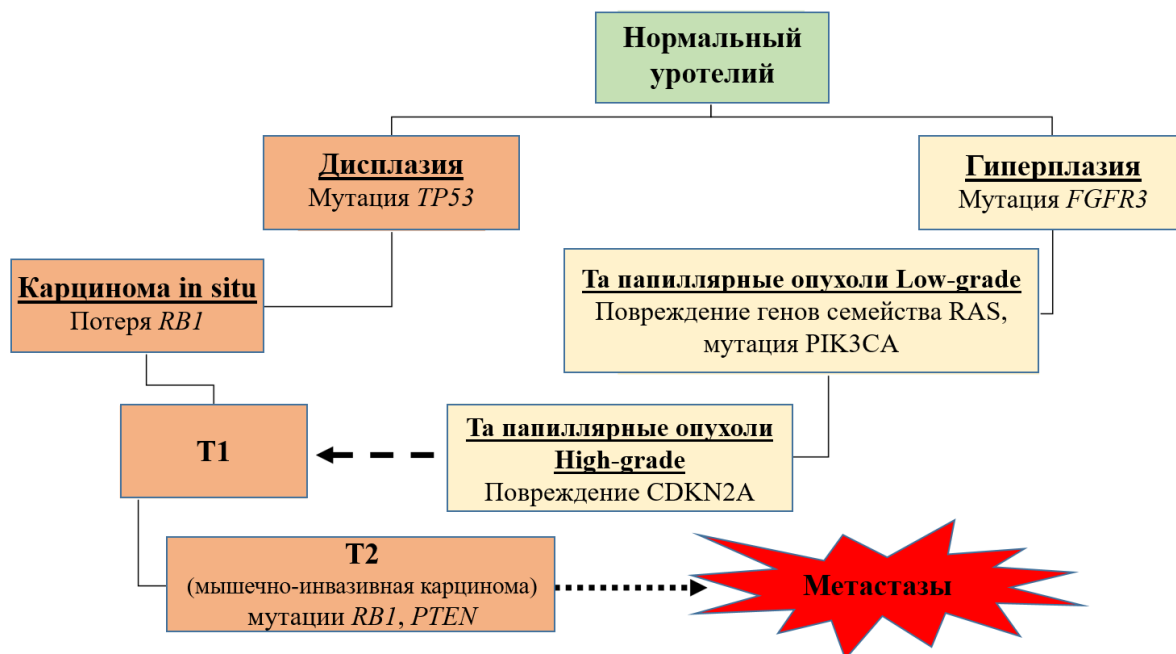 Нормальный
уротелий
Дисплазия
Мутация TP53
Гиперплазия
Мутация FGFR3
Карцинома in situ
Потеря RB1
Та папиллярные опухоли Low-grade
Повреждение генов семейства RAS,
мутация PIK3CA
T1
Та папиллярные опухоли
High-grade
Повреждение CDKN2A
T2
(мышечно-инвазивная карцинома)
мутации RB1, PTEN
Метастазы